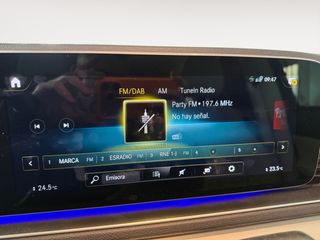 09:47
FM/DAB AM TuneIn Radio
Party FM • 197.6 MHz
No hay señal.
1 MARCA FM 2 ESRADIO FM 3 RNE 1-J FM 4 5
Emisora
24.5°C
23.5°C